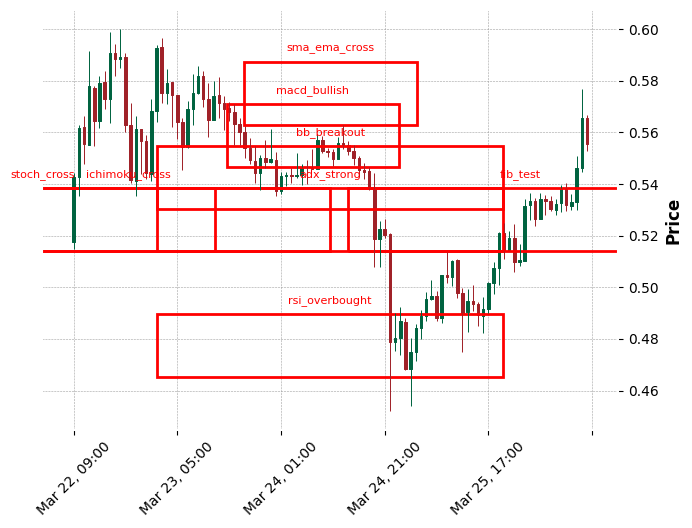 sma_ema_cross
macd_bullish
bb_breakout
stoch_cross
ichimoku_cross
adx_strong
fib_test
rsi_overbought
0.60
0.58
0.56
0.54
0.52
0.50
0.48
0.46
Price
Mar 22, 09:00
Mar 23, 05:00
Mar 24, 01:00
Mar 24, 21:00
Mar 25, 17:00